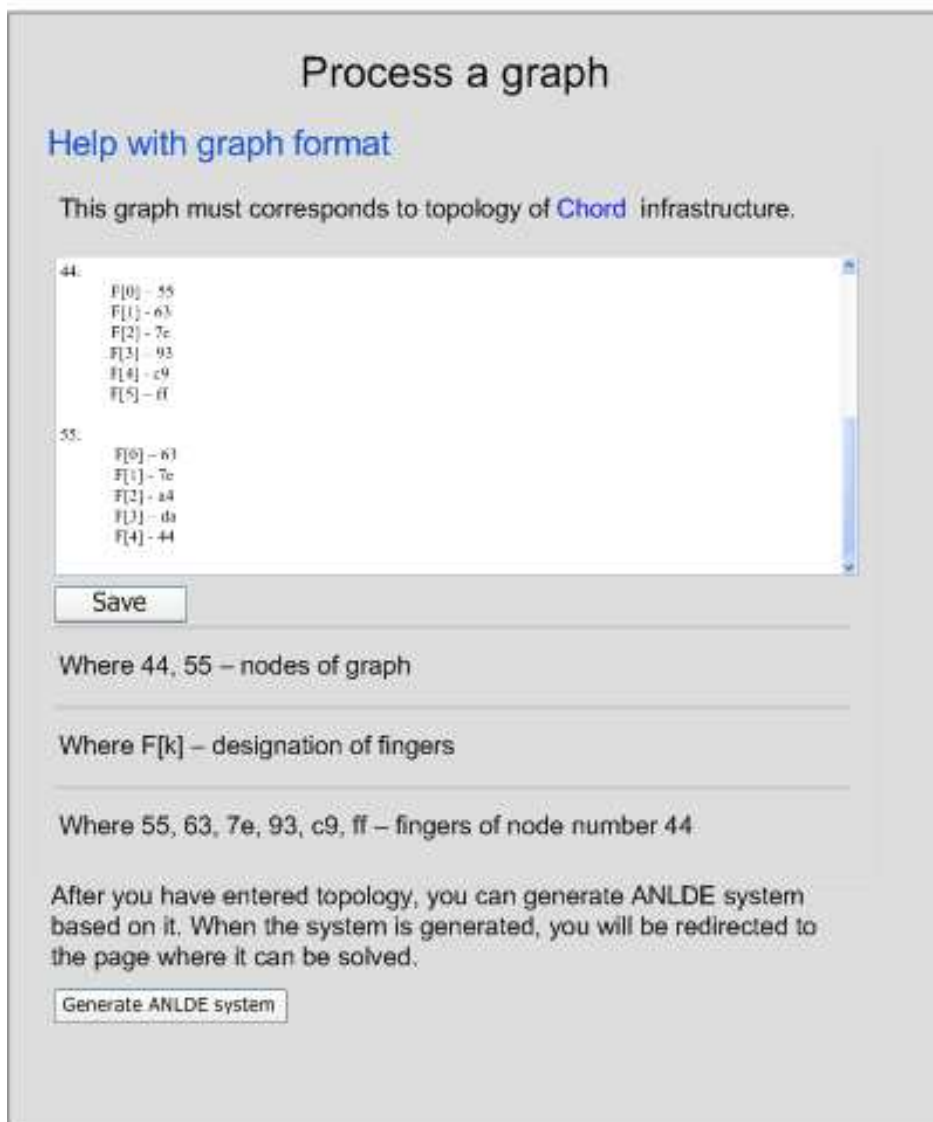 Process a graph
Help with graph format
This graph must corresponds to topology of Chord infrastructure.
44:
F[0] – 55
F[1] - 63
F[2] - 7e
F[3] – 93
F[4] - c9
F[5] – ff
55:
F[0] – 63
F[1] - 7e
F[2] - a4
F[3] – da
F[4] - 44
Save
Where 44, 55 – nodes of graph
Where F[k] – designation of fingers
Where 55, 63, 7e, 93, c9, ff – fingers of node number 44
After you have entered topology, you can generate ANLDE system
based on it. When the system is generated, you will be redirected to
the page where it can be solved.
Generate ANLDE system